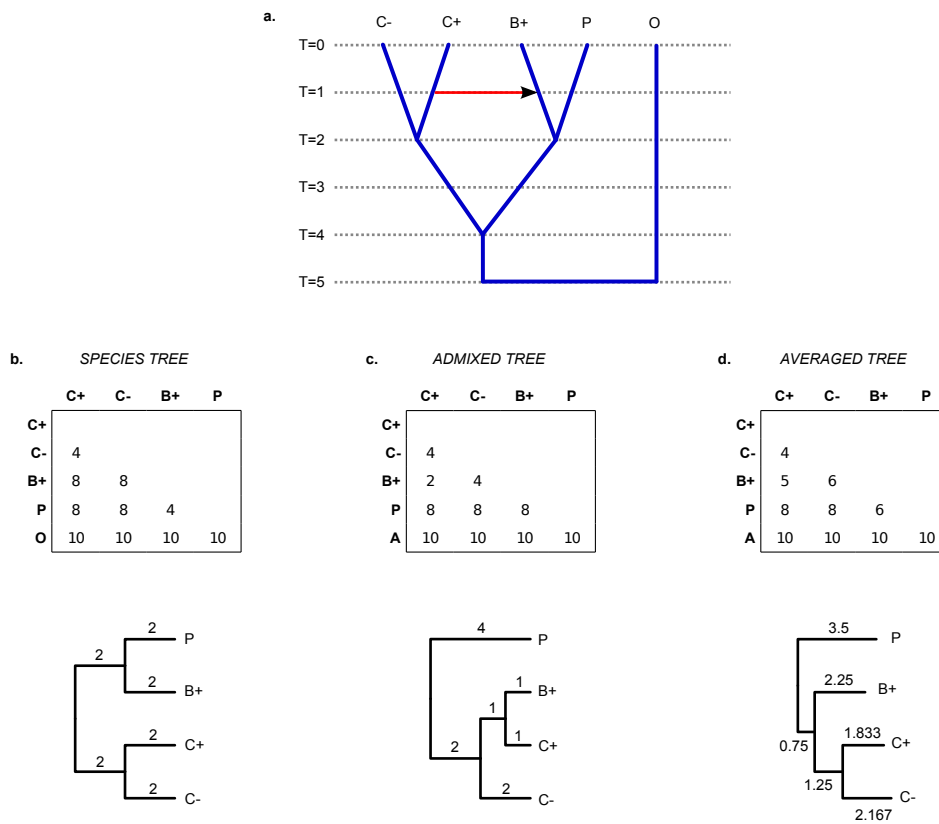 a.
C- C+ B+ P O
T=0
T=1
T=2
T=3
T=4
T=5
b. SPECIES TREE
C+ C- B+ P
C+
C- 4
B+ 8 8
P 8 8 4
O 10 10 10 10
2 P
2
2 B+
2 C+
2
2 C-
c. ADMIXED TREE
C+ C- B+ P
C+
C- 4
B+ 2 4
P 8 8 8
A 10 10 10 10
4 P
1 B+
1
1 C+
2
2 C-
d. AVERAGED TREE
C+ C- B+ P
C+
C- 4
B+ 5 6
P 8 8 6
A 10 10 10 10
3.5 P
2.25 B+
0.75 1.833 C+
1.25 C-
2.167